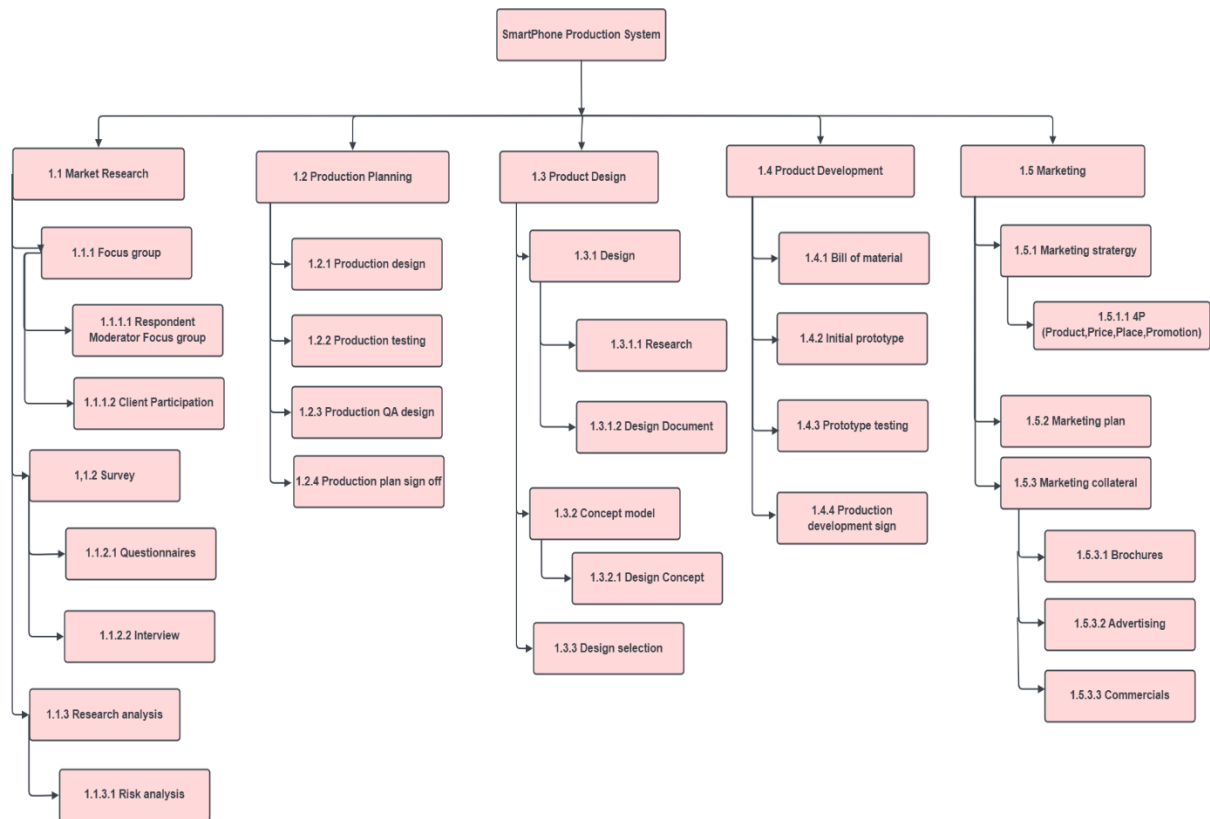 SmartPhone Production System
1.1 Market Research
1.1.1 Focus group
1.1.1.1 Respondent
Moderator Focus group
1.1.1.2 Client Participation
1,1.2 Survey
1.1.2.1 Questionnaires
1.1.2.2 Interview
1.1.3 Research analysis
1.1.3.1 Risk analysis
1.2 Production Planning
1.2.1 Production design
1.2.2 Production testing
1.2.3 Production QA design
1.2.4 Production plan sign off
1.3 Product Design
1.3.1 Design
1.3.1.1 Research
1.3.1.2 Design Document
1.3.2 Concept model
1.3.2.1 Design Concept
1.3.3 Design selection
1.4 Product Development
1.4.1 Bill of material
1.4.2 Initial prototype
1.4.3 Prototype testing
1.4.4 Production
development sign
1.5 Marketing
1.5.1 Marketing stratergy
1.5.1.1 4P
(Product,Price,Place,Promotion)
1.5.2 Marketing plan
1.5.3 Marketing collateral
1.5.3.1 Brochures
1.5.3.2 Advertising
1.5.3.3 Commercials